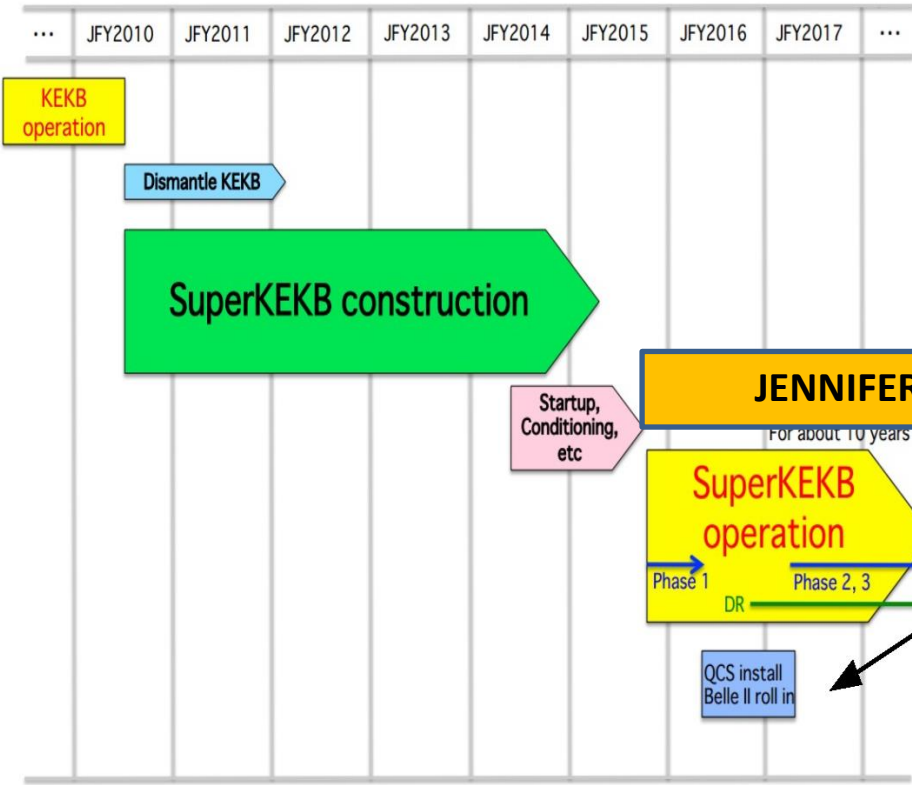 ... JFY2010 JFY2011 JFY2012 JFY2013 JFY2014 JFY2015 JFY2016 JFY2017 ...
KEKB
operation
Dismantle KEKB
SuperKEKB construction
JENNIFER
Startup,
Conditioning,
etc
For about 10 years
SuperKEKB
operation
Phase 1
Phase 2, 3
DR
QCS install
Belle II roll in